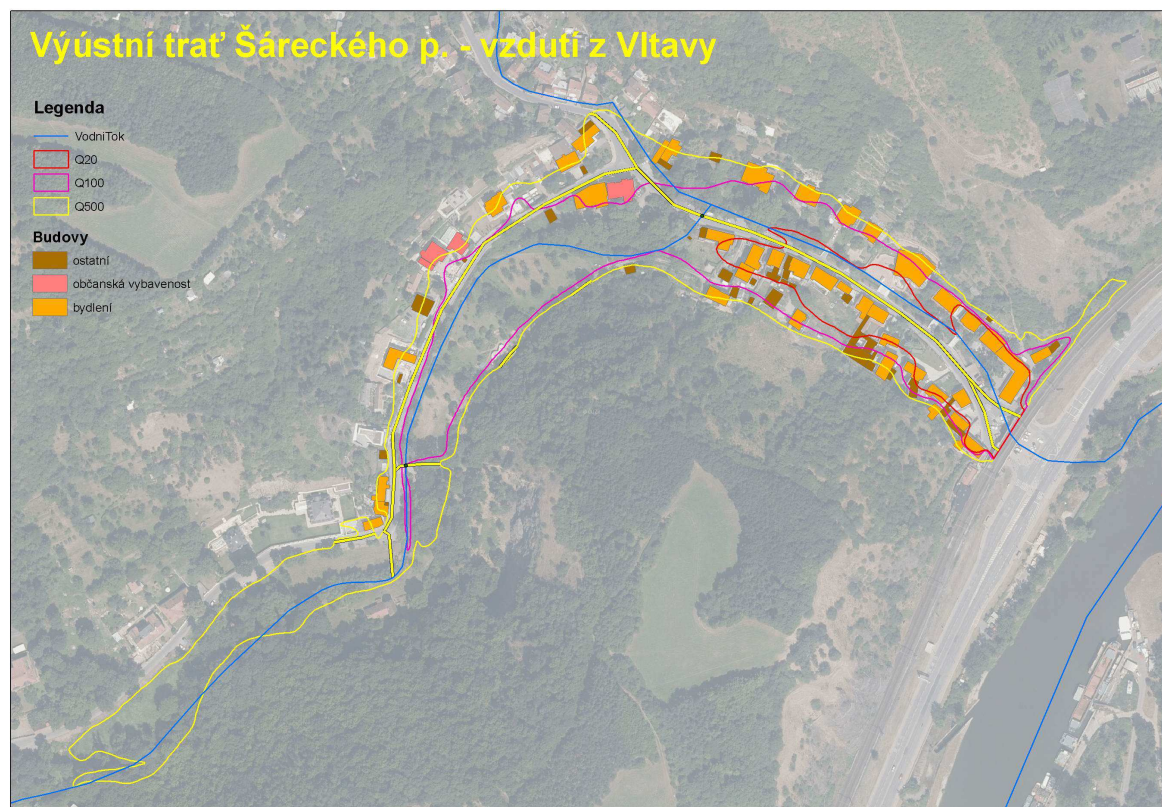 Výústní trať Šáreckého p. - vzdutí z Vltavy
Legenda
VodniTok
Q20
Q100
Q500
Budovy
ostatní
občanská vybavenost
bydlení